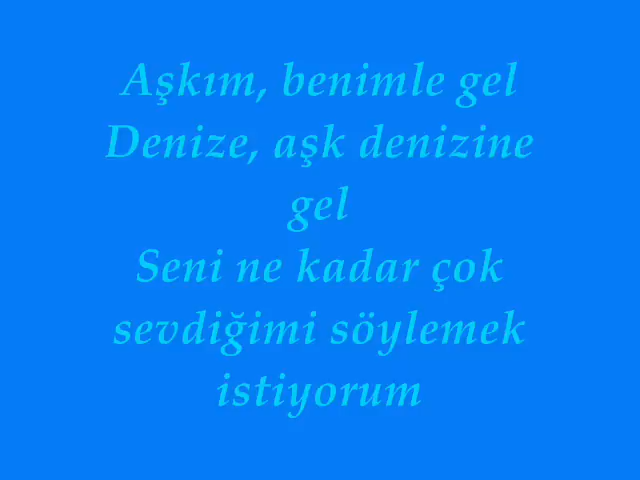 Aşkım, benimle gel
Denize, aşk denizine
gel
Seni ne kadar çok
sevdiğimi söylemek
istiyorum